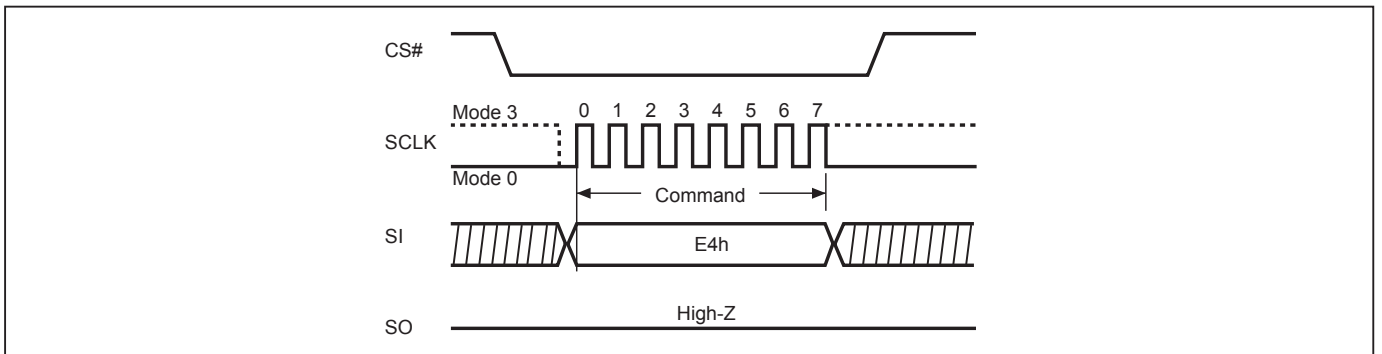 CS#
Mode 3
0 1 2 3 4 5 6 7
SCLK
Mode 0
Command
SI
E4h
High-Z
SO